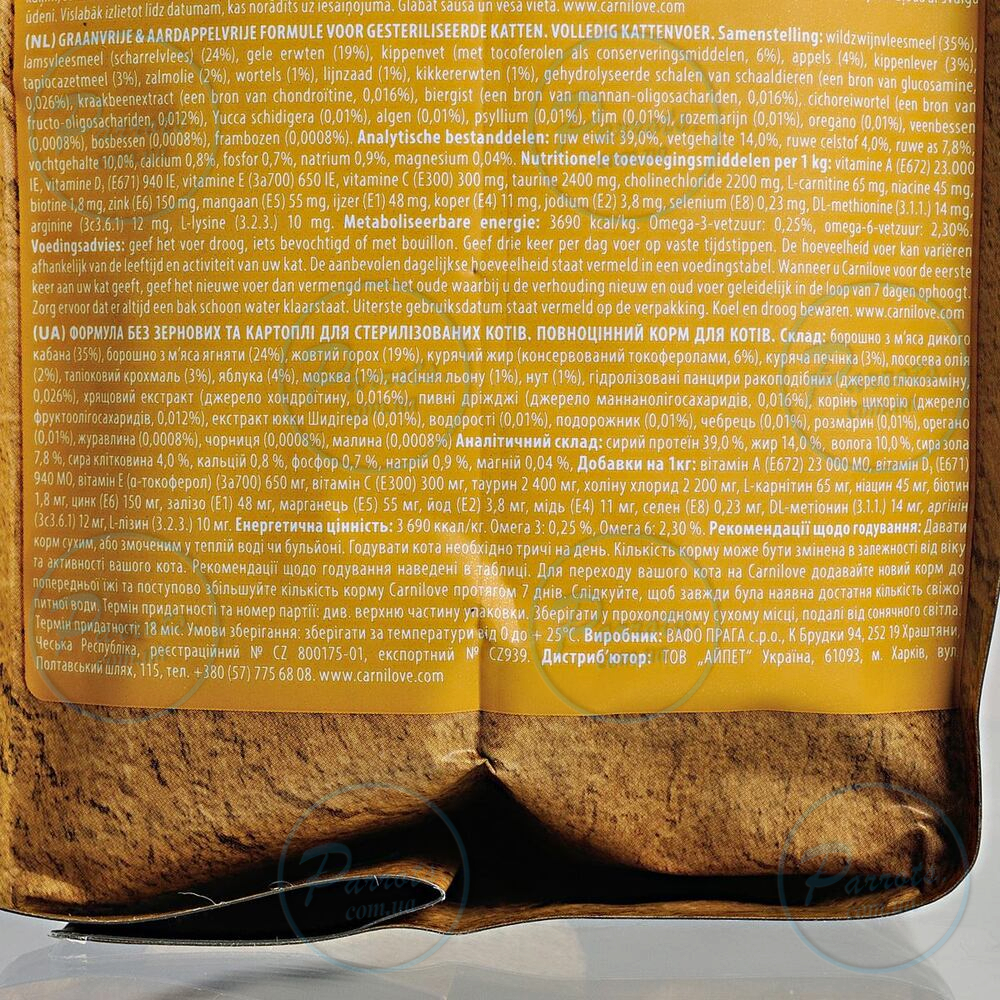 ūdeni. Vislabāk izlietot līdz datumam, kas norādīts uz iesaiņojuma. Glabāt sausā un vēsā vietā. www.carnilove.com
(NL) GRAANVRIJE & AARDAPPELVRIJE FORMULE VOOR GESTERILISEERDE KATTEN. VOLLEDIG KATTENVOER. Samenstelling: wildzwijnvleesmeel (35%),
lamsvleesmeel (scharrelvlees) (24%), gele erwten (19%), kippenvet (met tocoferolen als conserveringsmiddelen, 6%), appels (4%), kippenlever (3%),
tapiocazetmeel (3%), zalmolie (2%), wortels (1%), lijnzaad (1%), kikkererwten (1%), gehydrolyseerde schalen van schaaldieren (een bron van glucosamine,
0,026%), kraakbeenextract (een bron van chondroïtine, 0,016%), biergist (een bron van mannan-oligosachariden, 0,016%), cichoreiwortel (een bron van
fructo-oligosachariden, 0,012%), Yucca schidigera (0,01%), algen (0,01%), psyllium (0,01%), tijm (0,01%), rozemarijn (0,01%), oregano (0,01%), veenbessen
(0,0008%), bosbessen (0,0008%), frambozen (0,0008%). Analytische bestanddelen: ruw eiwit 39,0%, vetgehalte 14,0%, ruwe celstof 4,0%, ruwe as 7,8%,
vochtgehalte 10,0%, calcium 0,8%, fosfor 0,7%, natrium 0,9%, magnesium 0,04%. Nutritionele toevoegingsmiddelen per 1 kg: vitamine A (E672) 23.000
IE, vitamine D₃ (E671) 940 IE, vitamine E (3a700) 650 IE, vitamine C (E300) 300 mg, taurine 2400 mg, cholinechloride 2200 mg, L-carnitine 65 mg, niacine 45 mg,
biotine 1,8 mg, zink (E6) 150 mg, mangaan (E5) 55 mg, ijzer (E1) 48 mg, koper (E4) 11 mg, jodium (E2) 3,8 mg, selenium (E8) 0,23 mg, DL-methionine (3.1.1.) 14 mg,
arginine (3c3.6.1) 12 mg, L-lysine (3.2.3.) 10 mg. Metaboliseerbare energie: 3690 kcal/kg. Omega-3-vetzuur: 0,25%, omega-6-vetzuur: 2,30%.
Voedingsadvies: geef het voer droog, iets bevochtigd of met bouillon. Geef drie keer per dag voer op vaste tijdstippen. De hoeveelheid voer kan variëren
afhankelijk van de leeftijd en activiteit van uw kat. De aanbevolen dagelijkse hoeveelheid staat vermeld in een voedingstabel. Wanneer u Carnilove voor de eerste
keer aan uw kat geeft, geef het nieuwe voer dan vermengd met het oude waarbij u de verhouding nieuw en oud voer geleidelijk in de loop van 7 dagen ophoogt.
Zorg ervoor dat er altijd een bak schoon water klaar staat. Uiterste gebruiksdatum staat vermeld op de verpakking. Koel en droog bewaren. www.carnilove.com
(UA) ФОРМУЛА БЕЗ ЗЕРНОВИХ ТА КАРТОПЛІ ДЛЯ СТЕРИЛІЗОВАНИХ КОТІВ. ПОВНОЦІННИЙ КОРМ ДЛЯ КОТІВ. Склад: борошно з м'яса дикого
кабана (35%), борошно з м'яса ягняти (24%), жовтий горох (19%), курячий жир (консервований токоферолами, 6%), куряча печінка (3%), лососева олія
(2%), тапіоковий крохмаль (3%), яблука (4%), морква (1%), насіння льону (1%), нут (1%), гідролізовані панцири ракоподібних (джерело глюкозаміну,
0,026%), хрящовий екстракт (джерело хондроїтину, 0,016%), пивні дріжджі (джерело маннанолігосахаридів, 0,016%), корінь цикорію (джерело
фруктоолігосахаридів, 0,012%), екстракт юкки Шидігера (0,01%), водорості (0,01%), подорожник (0,01%), чебрець (0,01%), розмарин (0,01%), орегано
(0,01%), журавлина (0,0008%), чорниця (0,0008%), малина (0,0008%) Аналітичний склад: сирий протеїн 39,0 %, жир 14,0 %, волога 10,0 %, сира зола
7,8 %, сира клітковина 4,0 %, кальцій 0,8 %, фосфор 0,7 %, натрій 0,9 %, магній 0,04 %. Добавки на 1кг: вітамін А (Е672) 23 000 МО, вітамін D₃ (Е671)
940 МО, вітамін Е (α-токоферол) (3а700) 650 мг, вітамін С (Е300) 300 мг, таурин 2 400 мг, холіну хлорид 2 200 мг, L-карнітин 65 мг, ніацин 45 мг, біотин
1,8 мг, цинк (Е6) 150 мг, залізо (Е1) 48 мг, марганець (Е5) 55 мг, йод (Е2) 3,8 мг, мідь (Е4) 11 мг, селен (Е8) 0,23 мг, DL-метіонин (3.1.1.) 14 мг, аргінін
(3с3.6.1) 12 мг, L-лізин (3.2.3.) 10 мг. Енергетична цінність: 3 690 ккал/кг. Омега 3: 0,25 %, Омега 6: 2,30 %. Рекомендації щодо годування: Давати
корм сухим, або змоченим у теплій воді чи бульйоні. Годувати кота необхідно тричі на день. Кількість корму може бути змінена в залежності від віку
та активності вашого кота. Рекомендації щодо годування наведені в таблиці. Для переходу вашого кота на Carnilove додавайте новий корм до
попередньої їжі та поступово збільшуйте кількість корму Carnilove протягом 7 днів. Слідкуйте, щоб завжди була наявна достатня кількість свіжої
питної води. Термін придатності та номер партії: див. верхню частину упаковки. Зберігати у прохолодному сухому місці, подалі від сонячного світла.
Термін придатності: 18 міс. Умови зберігання: зберігати за температури від 0 до + 25°С. Виробник: ВАФО ПРАГА с.р.о., К Брудки 94, 252 19 Храштяни,
Чеська Республіка, реєстраційний № CZ 800175-01, експортний № CZ939. Дистриб'ютор: ТОВ „АЙПЕТ" Україна, 61093, м. Харків, вул.
Полтавський шлях, 115, тел. +380 (57) 775 68 08. www.carnilove.com
Parrot
com.ua
Parrot
com.ua